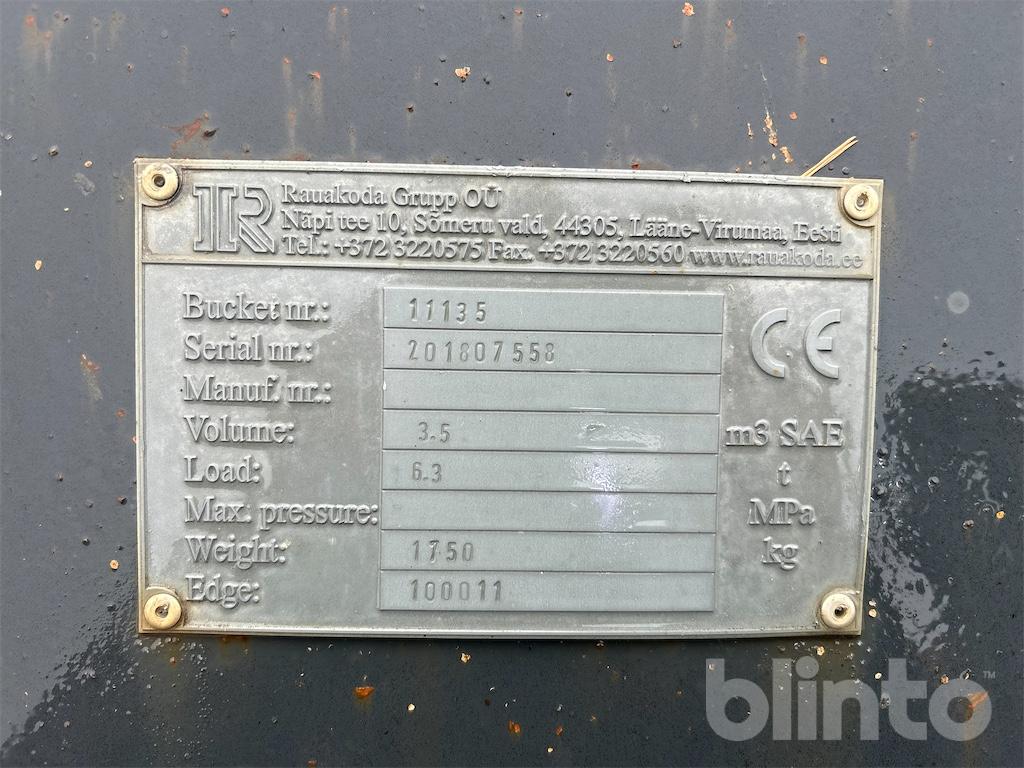 R
Rauakoda Grupp OÜ
Näpi tee 10, Sõmeru vald, 44305, Lääne-Virumaa, Eesti
Tel.: +372 3220575 Fax. +372 3220560 www.rauakoda.ee
Bucket nr.: 11135
Serial nr.: 201807558
Manuf. nr.:
Volume: 3.5 m3 SAE
Load: 6.3 t
Max. pressure: MPa
Weight: 1750 kg
Edge: 100011
CE
blinto™